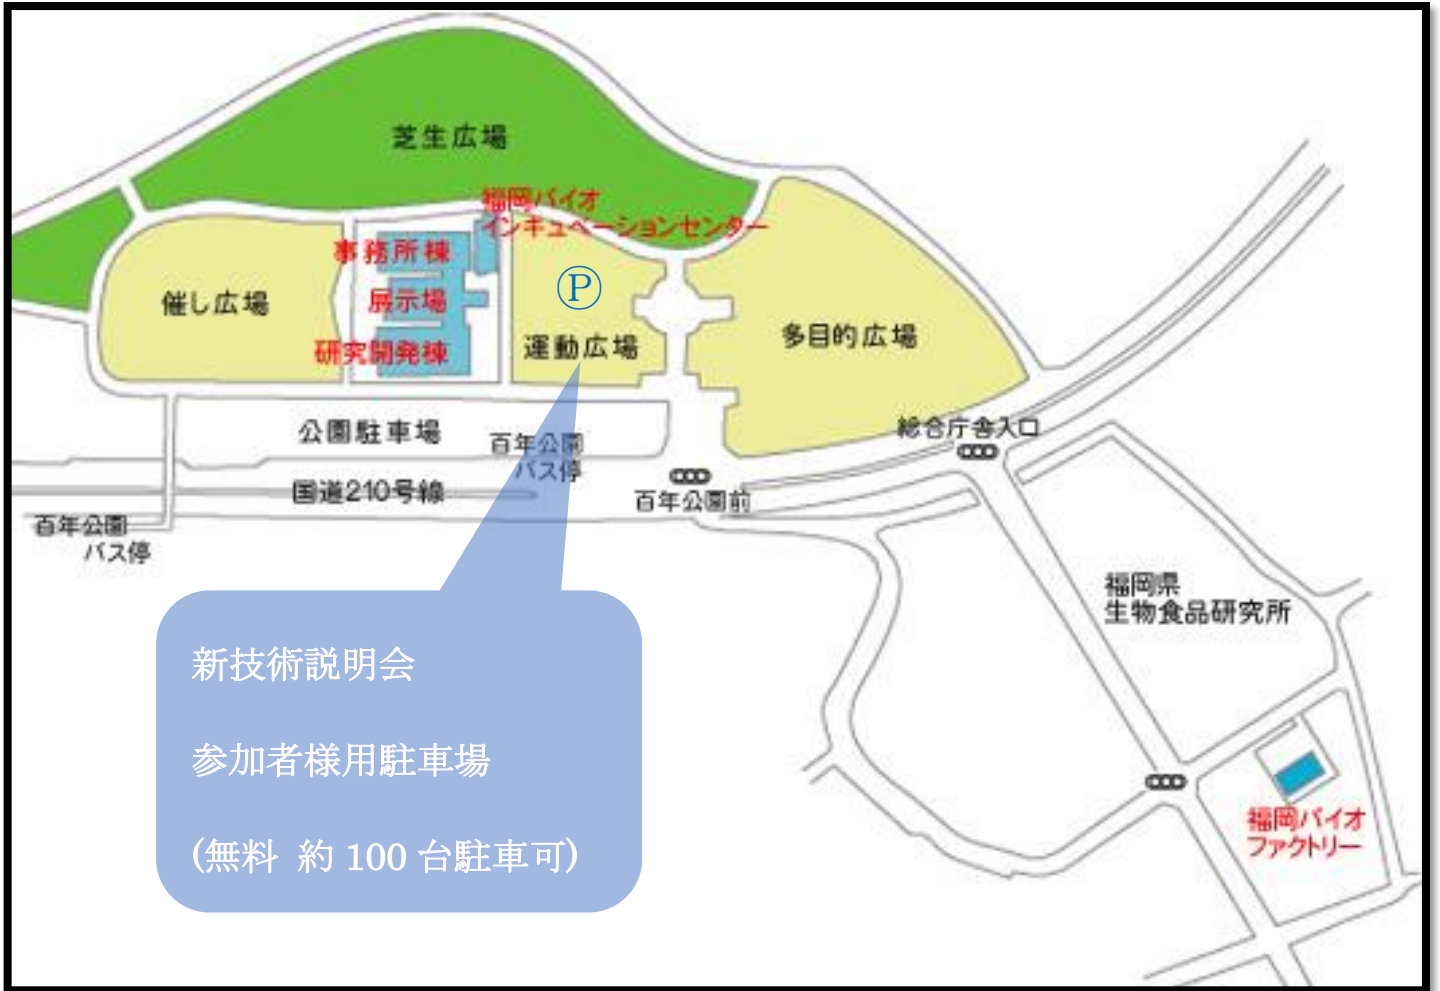 芝生広場
福岡バイオ
インキュベーションセンター
事務所棟
催し広場
展示場
Ⓟ
研究開発棟
運動広場
多目的広場
公園駐車場
百年公園
バス停
総合庁舎入口
国道210号線
百年公園前
百年公園
バス停
福岡県
生物食品研究所
新技術説明会
参加者様用駐車場
(無料 約 100 台駐車可)
福岡バイオ
ファクトリー